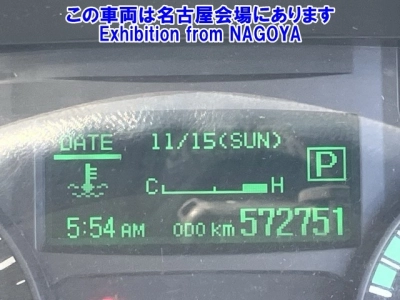 この車両は名古屋会場にあります
Exhibition from NAGOYA
DATE 11/15(SUN)
P
C H
5:54 AM ODO km 572751